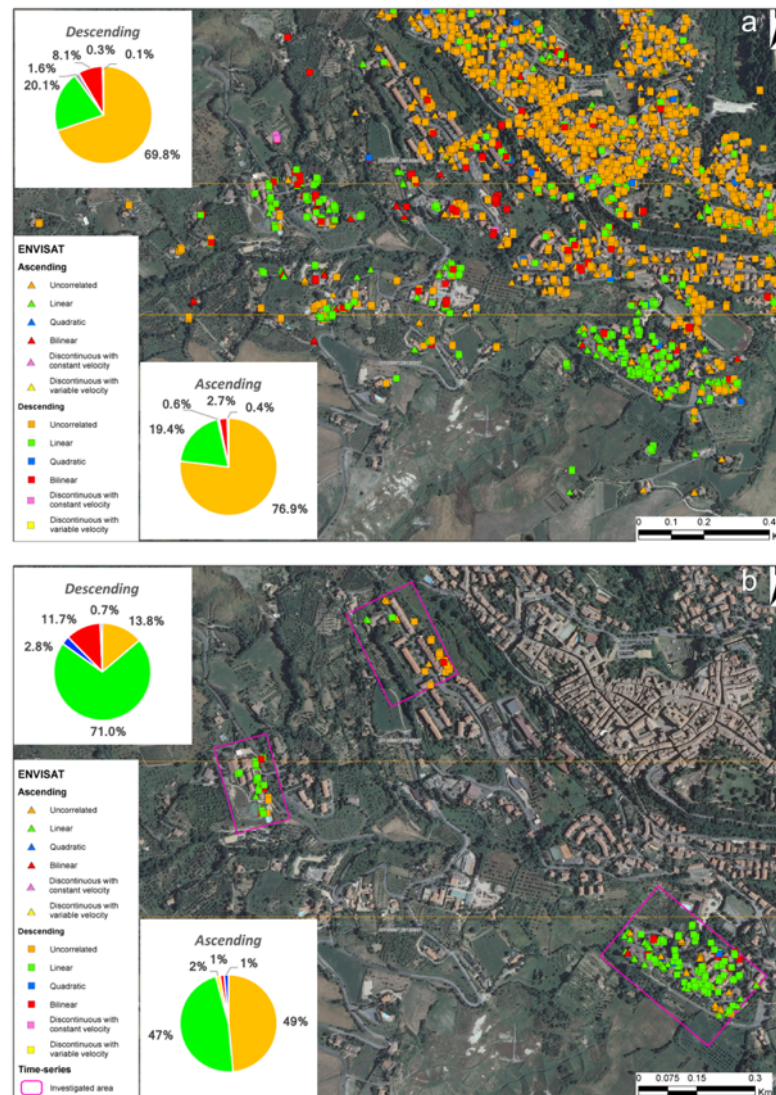 a
Descending
8.1%
0.3%
0.1%
1.6%
20.1%
69.8%
ENVISAT
Ascending
Uncorrelated
Linear
Quadratic
Bilinear
Discontinuous with
constant velocity
Discontinuous with
variable velocity
Descending
Uncorrelated
Linear
Quadratic
Bilinear
Discontinuous with
constant velocity
Discontinuous with
variable velocity
Ascending
0.6%
2.7%
0.4%
19.4%
76.9%
0 0.1 0.2 0.4
b
Descending
11.7%
0.7%
13.8%
2.8%
71.0%
ENVISAT
Ascending
Uncorrelated
Linear
Quadratic
Bilinear
Discontinuous with
constant velocity
Discontinuous with
variable velocity
Descending
Uncorrelated
Linear
Quadratic
Bilinear
Discontinuous with
constant velocity
Discontinuous with
variable velocity
Time-series
Investigated area
Ascending
1%
2%
1%
47%
49%
0 0.075 0.15 0.3
Km